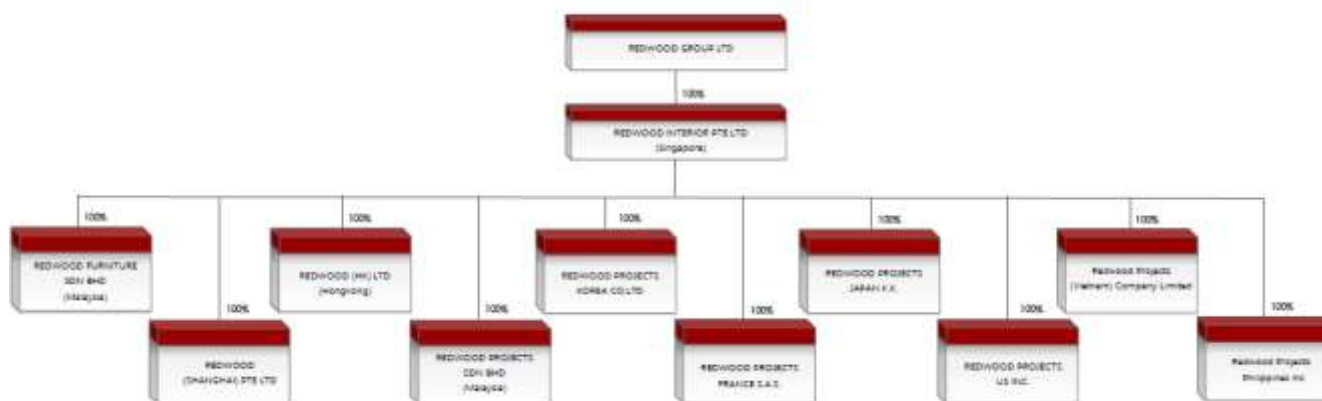 REDWOOD GROUP LTD
100%
REDWOOD INTERIOR PTE LTD
(Singapore)
100%
REDWOOD FURNITURE
SDN BHD
(Malaysia)
100%
REDWOOD (HK) LTD
(Hongkong)
100%
REDWOOD PROJECTS
KOREA CO LTD
100%
REDWOOD PROJECTS
JAPAN K.K.
100%
Redwood Projects
(Vietnam) Company Limited
100%
REDWOOD
(SHANGHAI) PTE LTD
100%
REDWOOD PROJECTS
SDN BHD
(Malaysia)
100%
REDWOOD PROJECTS
FRANCE S.A.S.
100%
REDWOOD PROJECTS
US INC.
100%
Redwood Projects
Philippines Inc